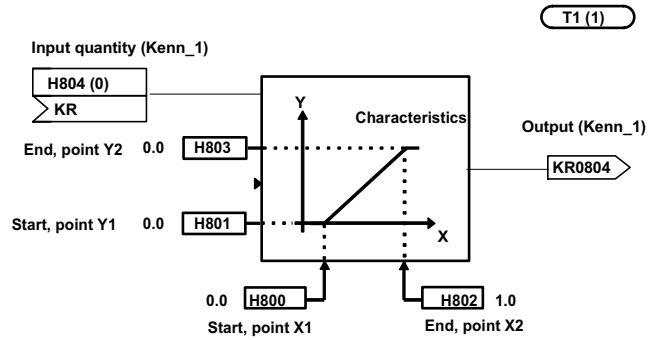 T1 (1)
Input quantity (Kenn_1)
H804 (0)
KR
Y
Characteristics
Output (Kenn_1)
End, point Y2 0.0 H803
KR0804
Start, point Y1 0.0 H801
X
0.0 H800 H802 1.0
Start, point X1 End, point X2